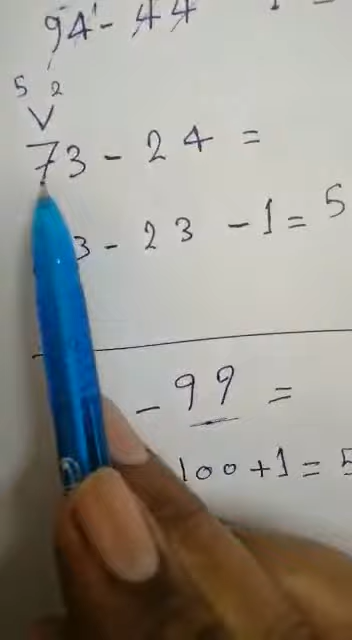 94 - 44
5 2
73 - 24 =
3 - 23 - 1 = 5
- 99 =
100 + 1 = 5